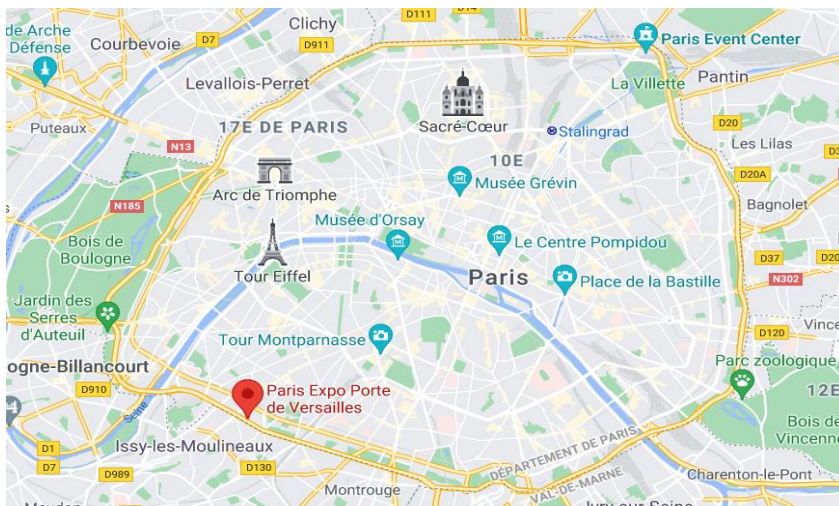 D111
D14
Clichy
de Arche
Défense
Courbevoie
D7
D911
Paris Event Center
Levallois-Perret
La Villette
Pantin
Puteaux
17E DE PARIS
Sacré-Cœur
Stalingrad
D20
Les Lilas
N13
10E
D20A
Arc de Triomphe
Musée Grévin
Bagnolet
N185
Musée d'Orsay
Bois de
Boulogne
Le Centre Pompidou
D37
D20
Tour Eiffel
Paris
Place de la Bastille
N302
Jardin des
Serres
d'Auteuil
Tour Montparnasse
D120
Vince
Parc zoologique
ogne-Billancourt
D910
Paris Expo Porte
de Versailles
12E
Seine
Bois de
Vincenne
D1
Issy-les-Moulineaux
D7
D989
D130
DÉPARTEMENT DE PARIS
VAL-DE-MARNE
Charenton-le-Pont
Montrouge